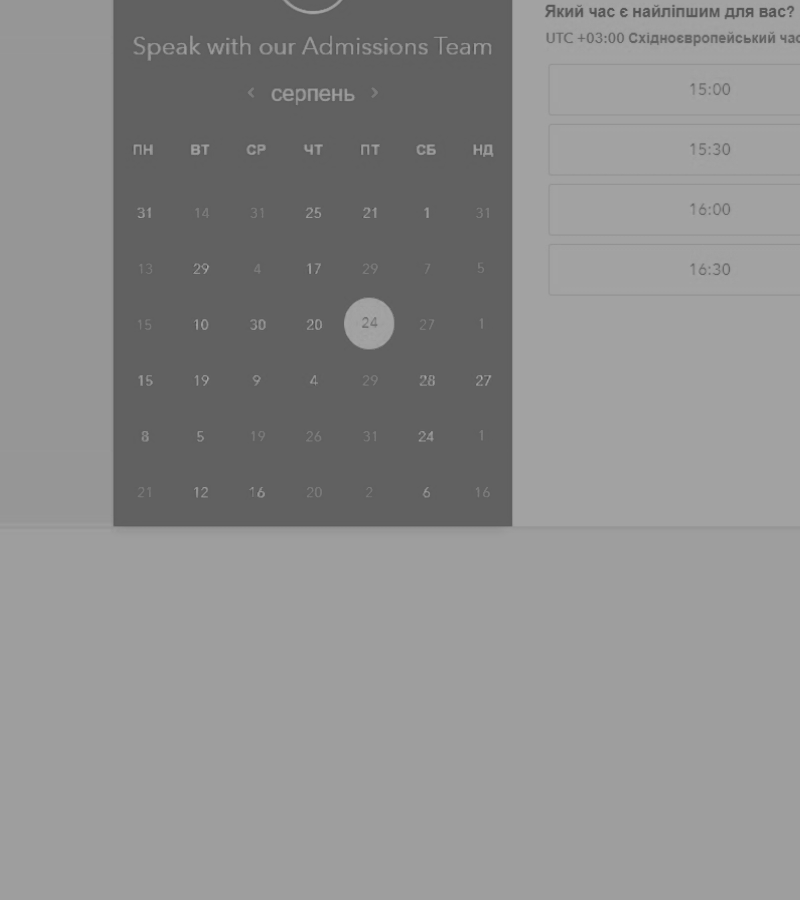 Speak with our Admissions Team
‹ серпень ›
ПН ВТ СР ЧТ ПТ СБ НД
31 14 31 25 21 1 31
13 29 4 17 29 7 5
15 10 30 20 24 27 1
15 19 9 4 29 28 27
8 5 19 26 31 24 1
21 12 16 20 2 6 16
Який час є найліпшим для вас?
UTC +03:00 Східноєвропейський час
15:00
15:30
16:00
16:30